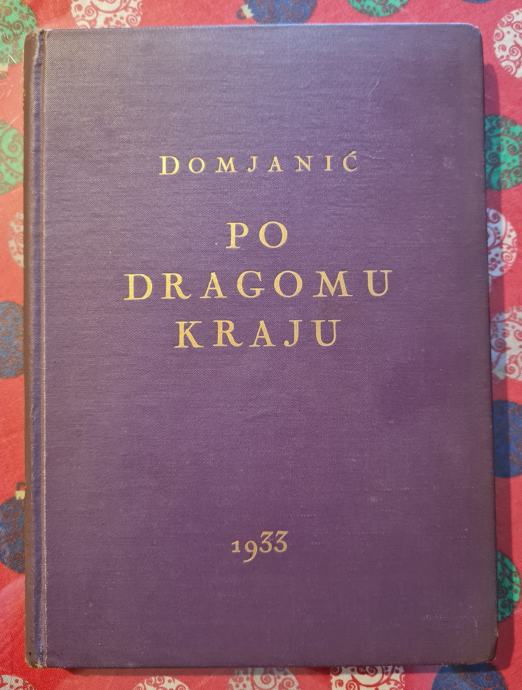 DOMJANIĆ
PO
DRAGOMU
KRAJU
1933